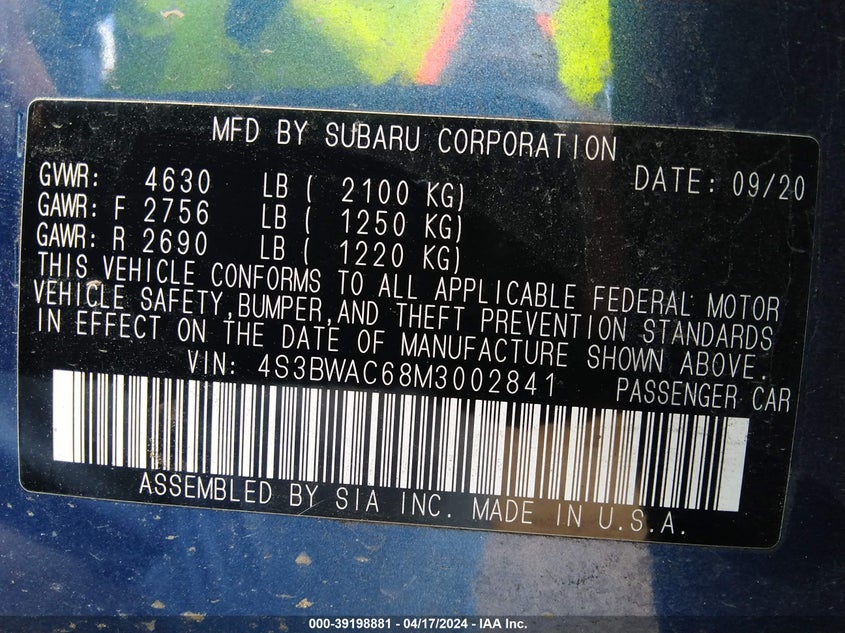 MFD BY SUBARU CORPORATION
GVWR: 4630 LB ( 2100 KG) DATE: 09/20
GAWR: F 2756 LB ( 1250 KG)
GAWR: R 2690 LB ( 1220 KG)
THIS VEHICLE CONFORMS TO ALL APPLICABLE FEDERAL MOTOR
VEHICLE SAFETY, BUMPER, AND THEFT PREVENTION STANDARDS
IN EFFECT ON THE DATE OF MANUFACTURE SHOWN ABOVE.
VIN: 4S3BWAC68M3002841 PASSENGER CAR
ASSEMBLED BY SIA INC. MADE IN U.S.A.
000-39198881 - 04/17/2024 - IAA Inc.